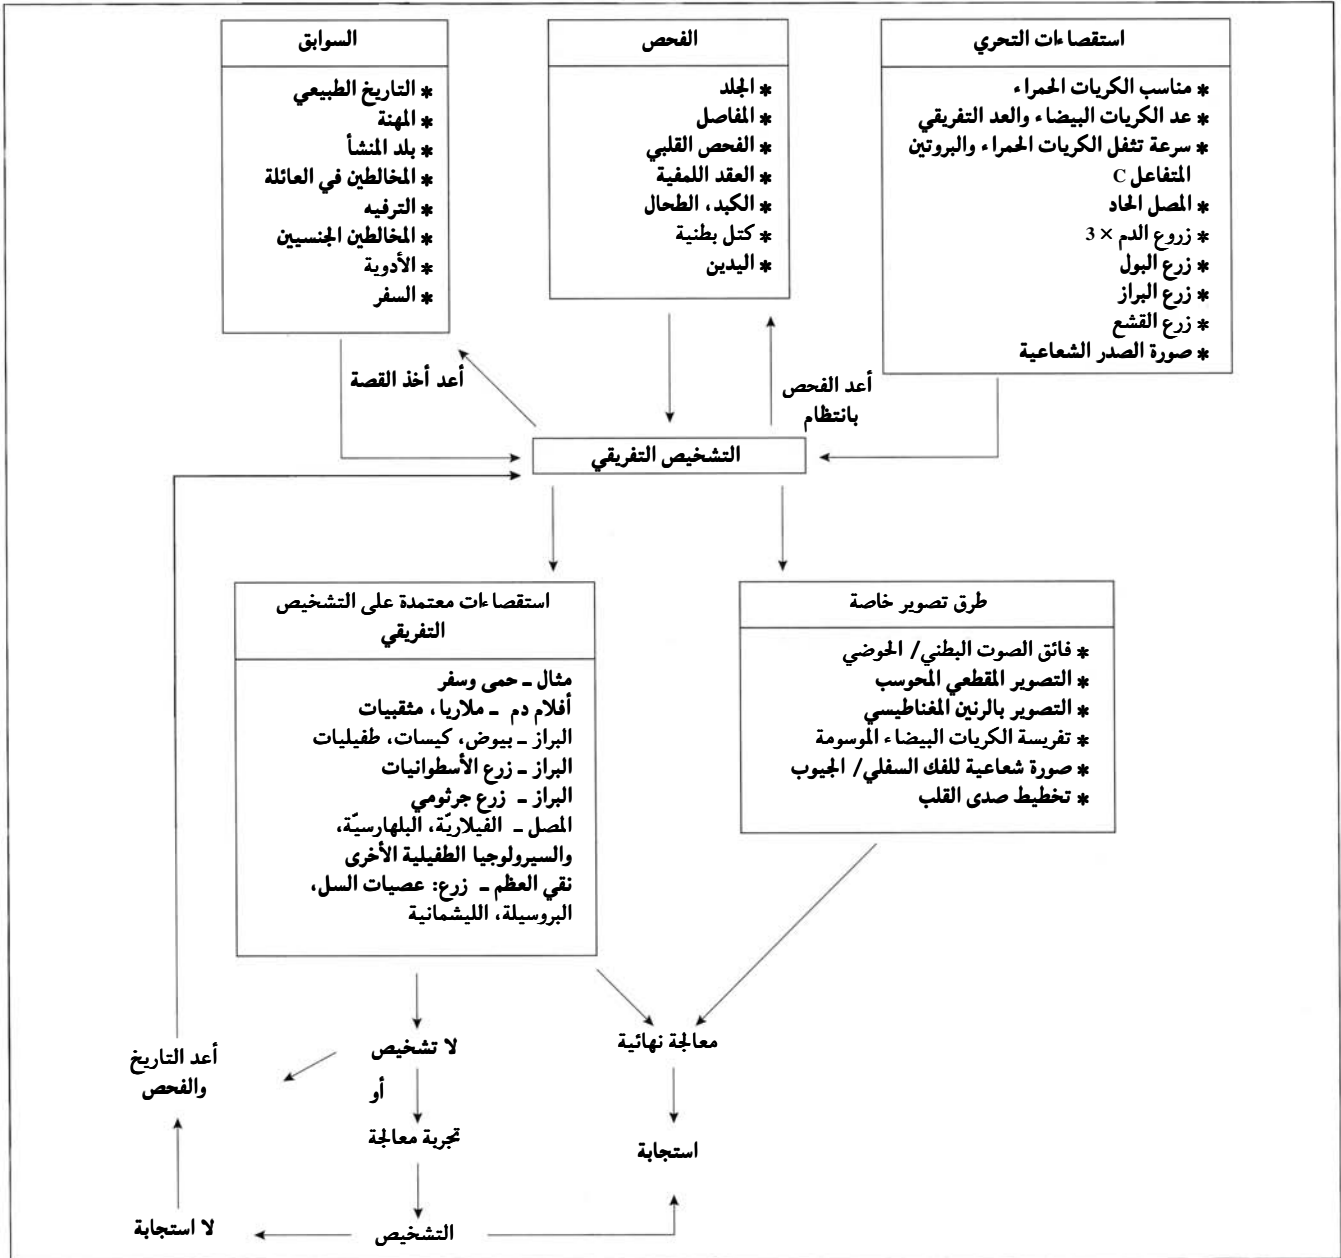 استقصاءات التحري
* مناسب الكريات الحمراء
* عد الكريات البيضاء والعد التفريقي
* سرعة تثفل الكريات الحمراء والبروتين
المتفاعل C
* المصل الحاد
* زروع الدم × 3
* زرع البول
* زرع البراز
* زرع القشع
* صورة الصدر الشعاعية
الفحص
* الجلد
* المفاصل
* الفحص القلبي
* العقد اللمفية
* الكبد، الطحال
* كتل بطنية
* اليدين
السوابق
* التاريخ الطبيعي
* المهنة
* بلد المنشأ
* المخالطين في العائلة
* الترفيه
* المخالطين الجنسيين
* الأدوية
* السفر
أعد الفحص
بانتظام
أعد أخذ القصة
التشخيص التفريقي
طرق تصوير خاصة
* فائق الصوت البطني/ الحوضي
* التصوير المقطعي المحوسب
* التصوير بالرنين المغناطيسي
* تفريسة الكريات البيضاء الموسومة
* صورة شعاعية للفك السفلي/ الجيوب
* تخطيط صدى القلب
استقصاءات معتمدة على التشخيص
التفريقي
مثال ـ حمى وسفر
أفلام دم ـ ملاريا، مثقبيات
البراز ـ بيوض، كيسات، طفيليات
البراز ـ زرع الأسطوانيات
البراز ـ زرع جرثومي
المصل ـ الفيلاريّة، البلهارسيّة،
والسيرولوجيا الطفيلية الأخرى
نقي العظم ـ زرع: عصيات السل،
البروسيلة، الليشمانية
معالجة نهائية
استجابة
لا تشخيص
أو
تجربة معالجة
التشخيص
أعد التاريخ
والفحص
لا استجابة